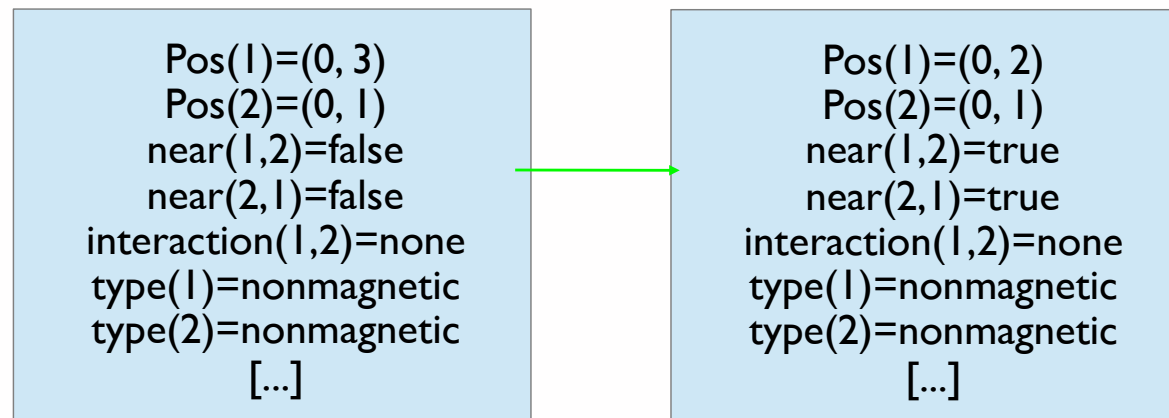 Pos(1)=(0, 3)
Pos(2)=(0, 1)
near(1,2)=false
near(2,1)=false
interaction(1,2)=none
type(1)=nonmagnetic
type(2)=nonmagnetic
[...]
Pos(1)=(0, 2)
Pos(2)=(0, 1)
near(1,2)=true
near(2,1)=true
interaction(1,2)=none
type(1)=nonmagnetic
type(2)=nonmagnetic
[...]